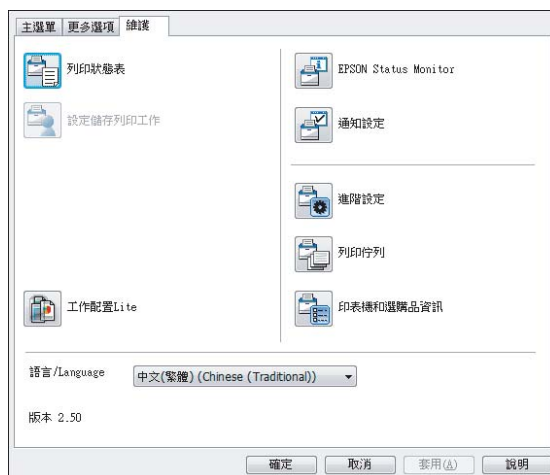 主選單 更多選項 維護
列印狀態表
設定儲存列印工作
工作配置Lite
EPSON Status Monitor
通知設定
進階設定
列印佇列
印表機和選購品資訊
語言/Language 中文(繁體) (Chinese (Traditional))
版本 2.50
確定 取消 套用(A) 說明